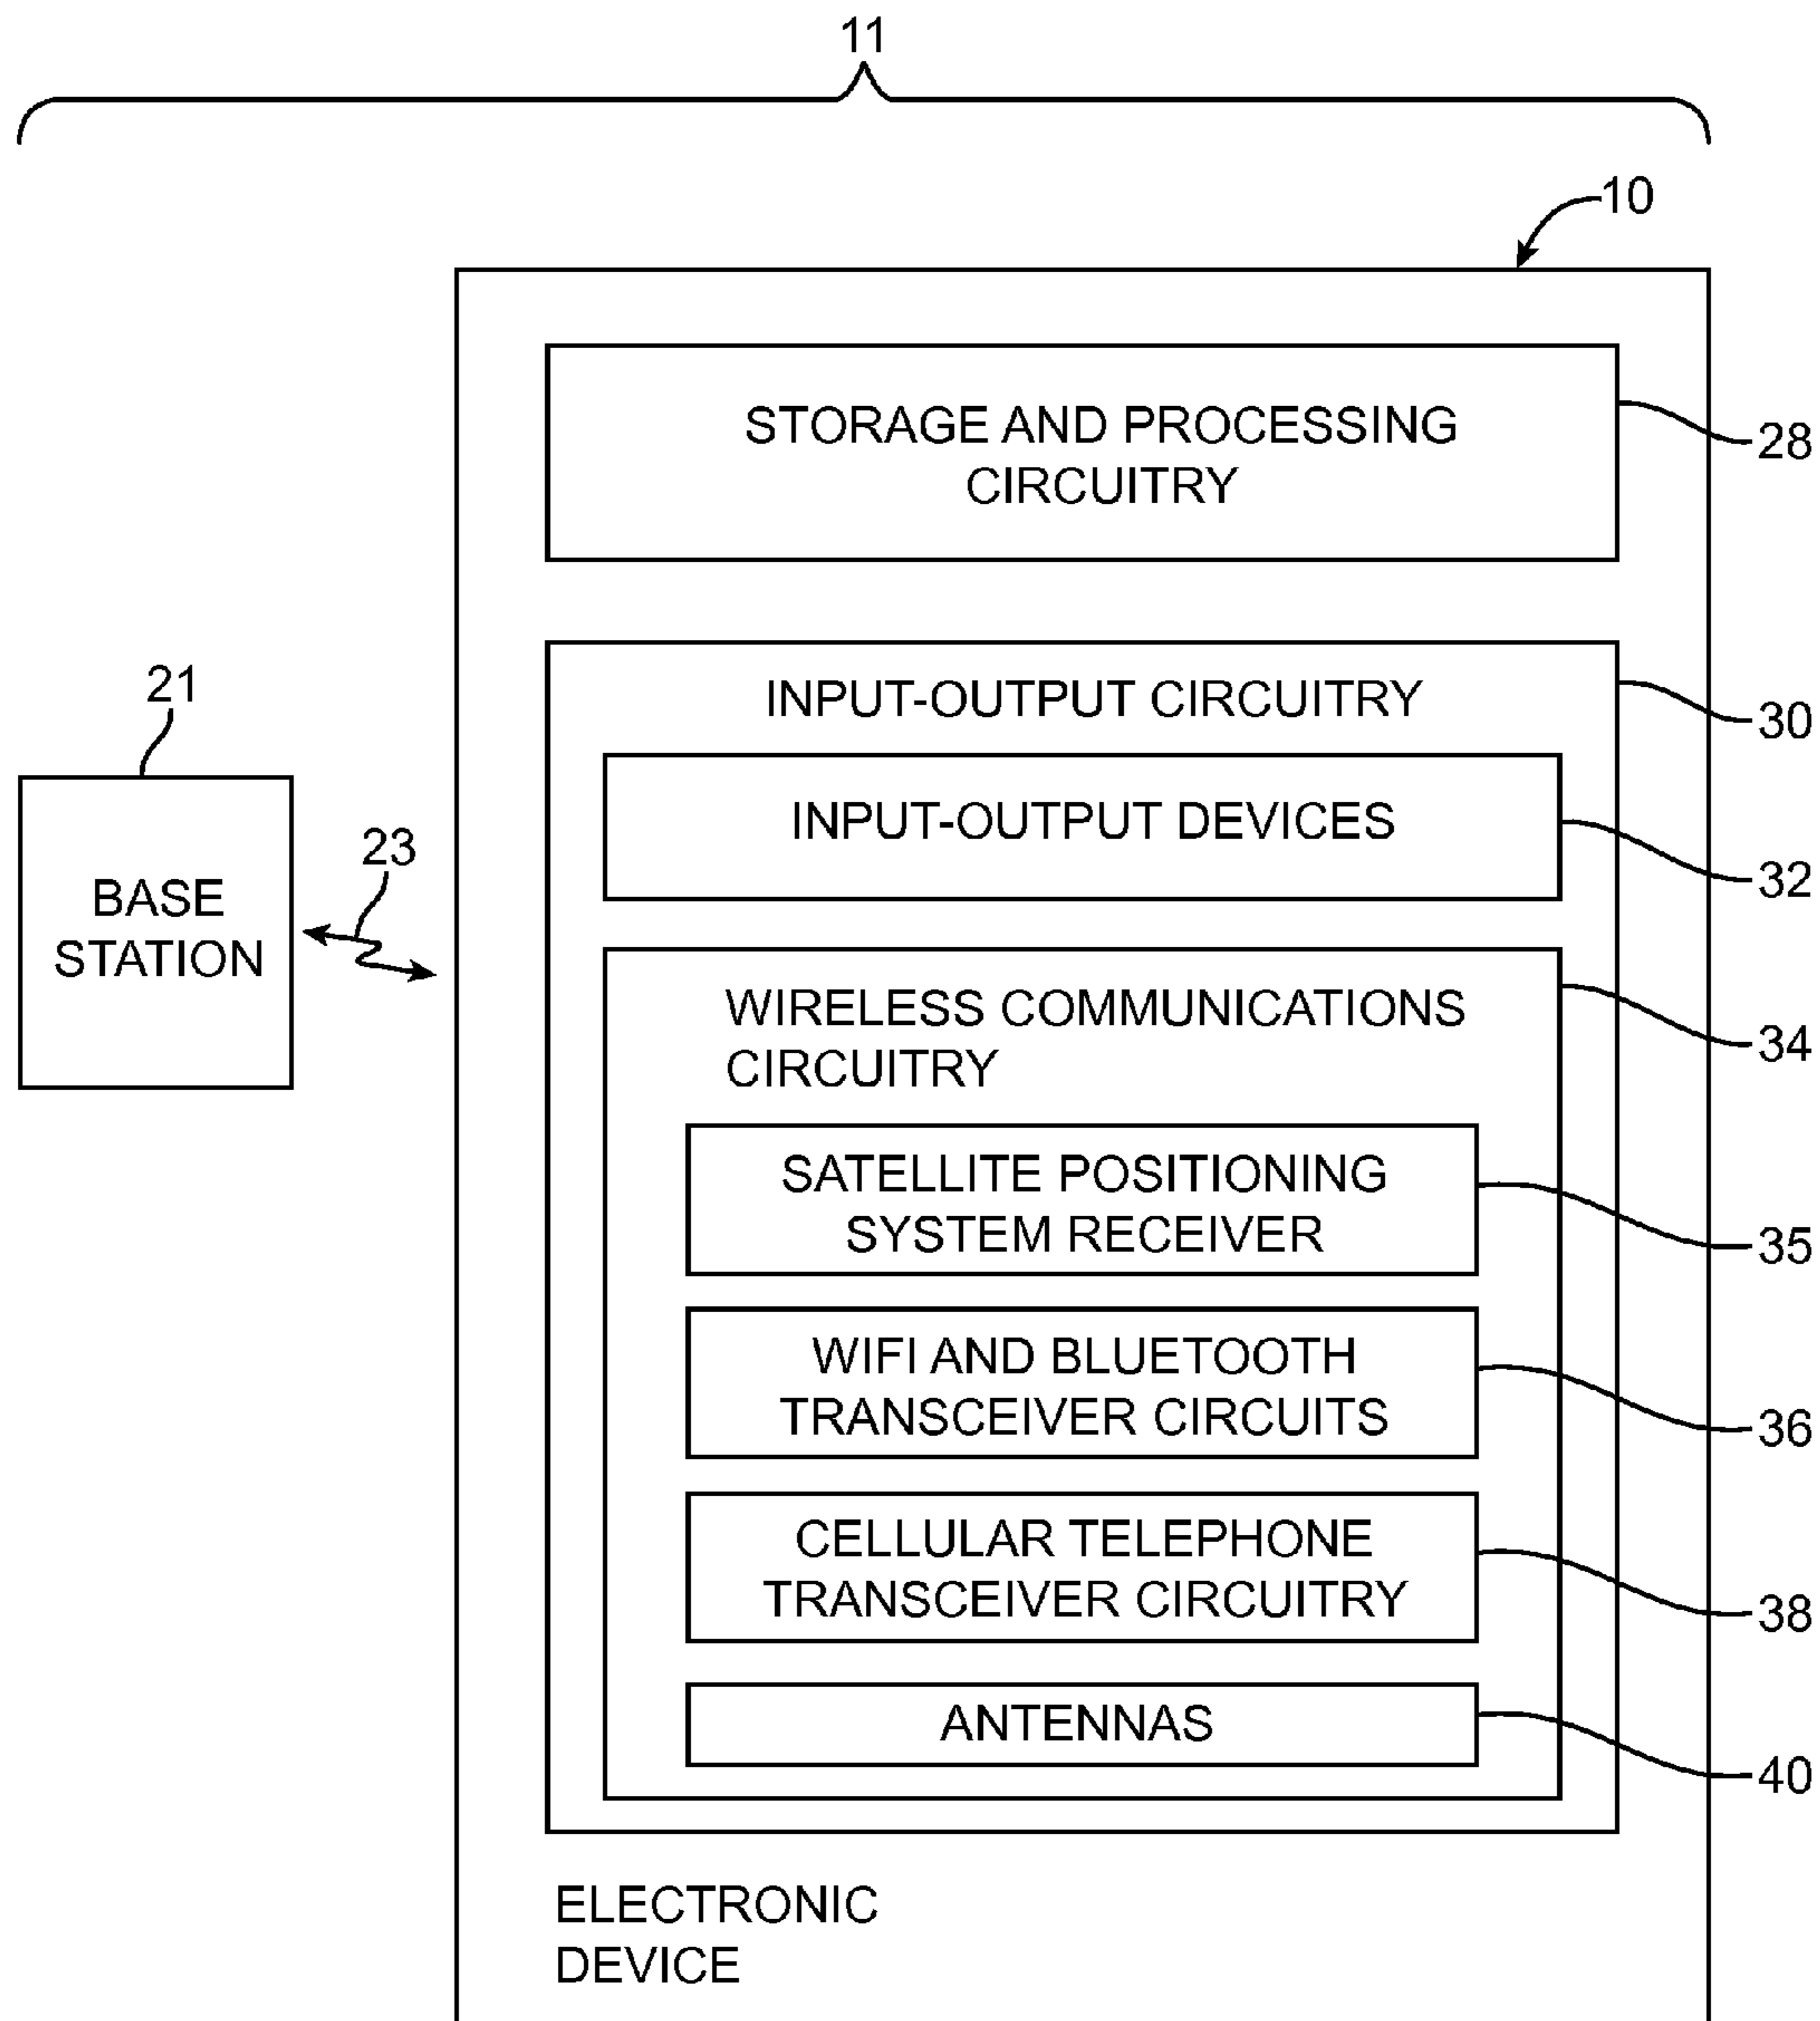 11
10
STORAGE AND PROCESSING
CIRCUITRY
28
INPUT-OUTPUT CIRCUITRY
30
INPUT-OUTPUT DEVICES
32
21
BASE
STATION
23
WIRELESS COMMUNICATIONS
CIRCUITRY
34
SATELLITE POSITIONING
SYSTEM RECEIVER
35
WIFI AND BLUETOOTH
TRANSCEIVER CIRCUITS
36
CELLULAR TELEPHONE
TRANSCEIVER CIRCUITRY
38
ANTENNAS
40
ELECTRONIC
DEVICE